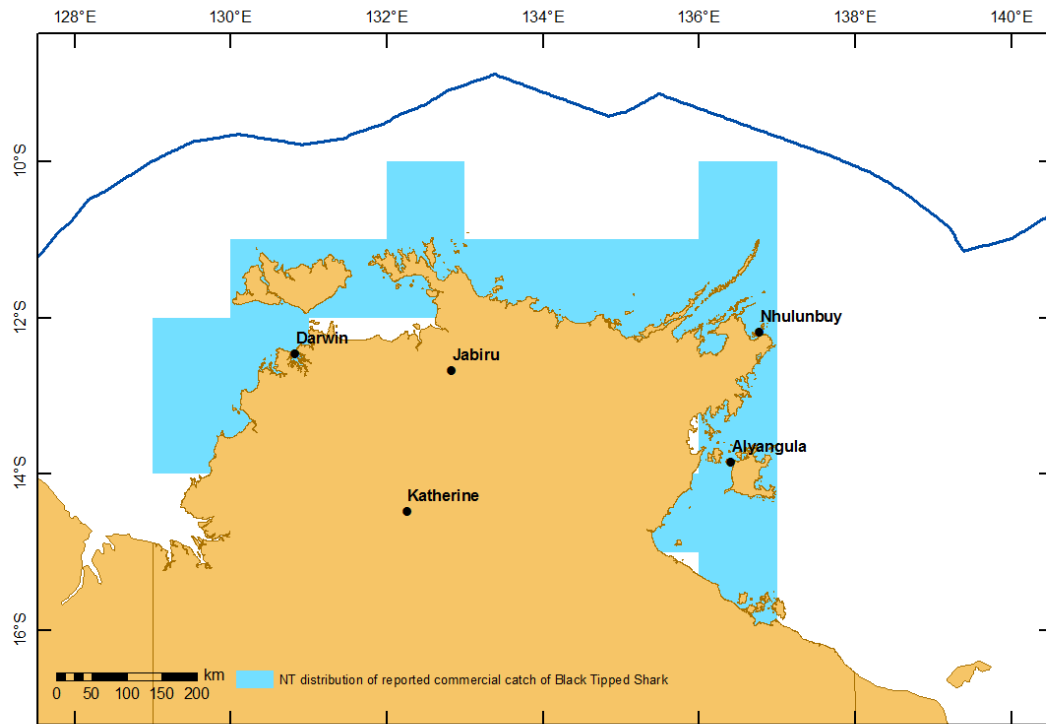 128°E 130°E 132°E 134°E 136°E 138°E 140°E
10°S
12°S
Nhulunbuy
Darwin
Jabiru
Alyangula
14°S
Katherine
16°S
km
0 50 100 150 200
NT distribution of reported commercial catch of Black Tipped Shark